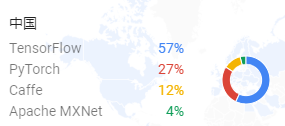 中国
TensorFlow 57%
PyTorch 27%
Caffe 12%
Apache MXNet 4%